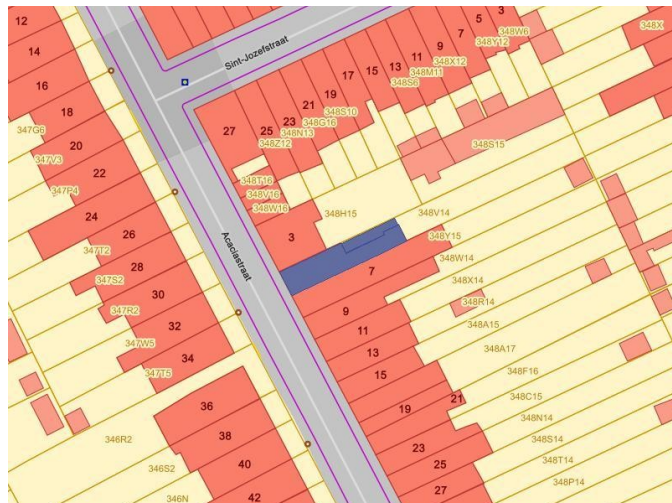 12
14
16
18
20
22
24
26
28
30
32
34
36
38
40
42
347G6
347V3
347P4
347T2
347S2
347R2
347W5
347T5
346R2
346S2
346N
Sint-Jozefstraat
Acaciastraat
27
25
23
21
19
17
15
13
11
9
7
5
3
348Z12
348N13
348G16
348S10
348S6
348M11
348X12
348Y12
348W6
348X
348S15
348T16
348V16
348W16
348H15
348V14
348Y15
348W14
348X14
348R14
348A15
348A17
348F16
348C15
348N14
348S14
348T14
348P14
3
7
9
11
13
15
19
21
23
25
27